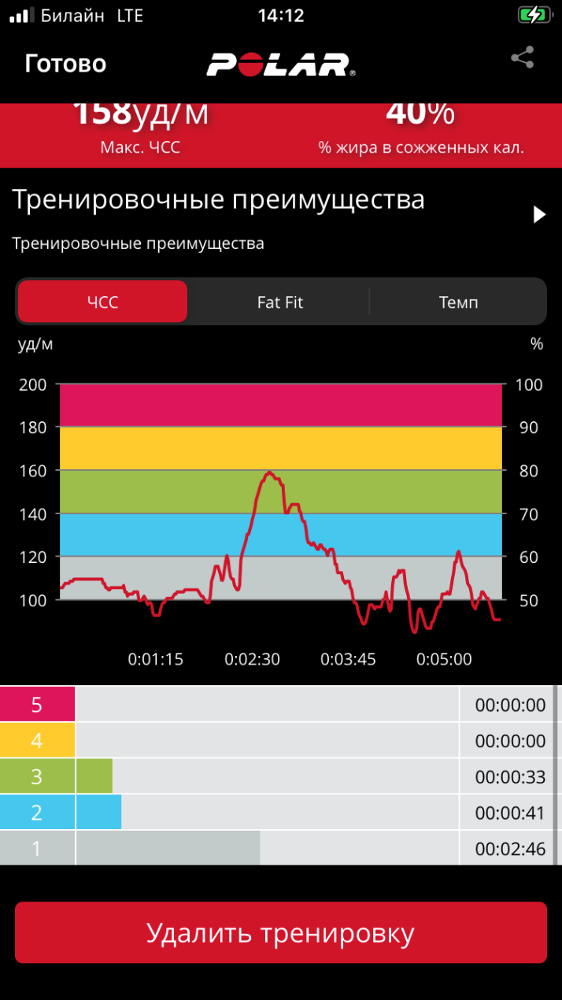 Билайн LTE 14:12
Готово POLAR®
158уд/м 40%
Макс. ЧСС % жира в сожженных кал.
Тренировочные преимущества
Тренировочные преимущества
ЧСС Fat Fit Темп
уд/м %
200 100
180 90
160 80
140 70
120 60
100 50
0:01:15 0:02:30 0:03:45 0:05:00
5 00:00:00
4 00:00:00
3 00:00:33
2 00:00:41
1 00:02:46
Удалить тренировку